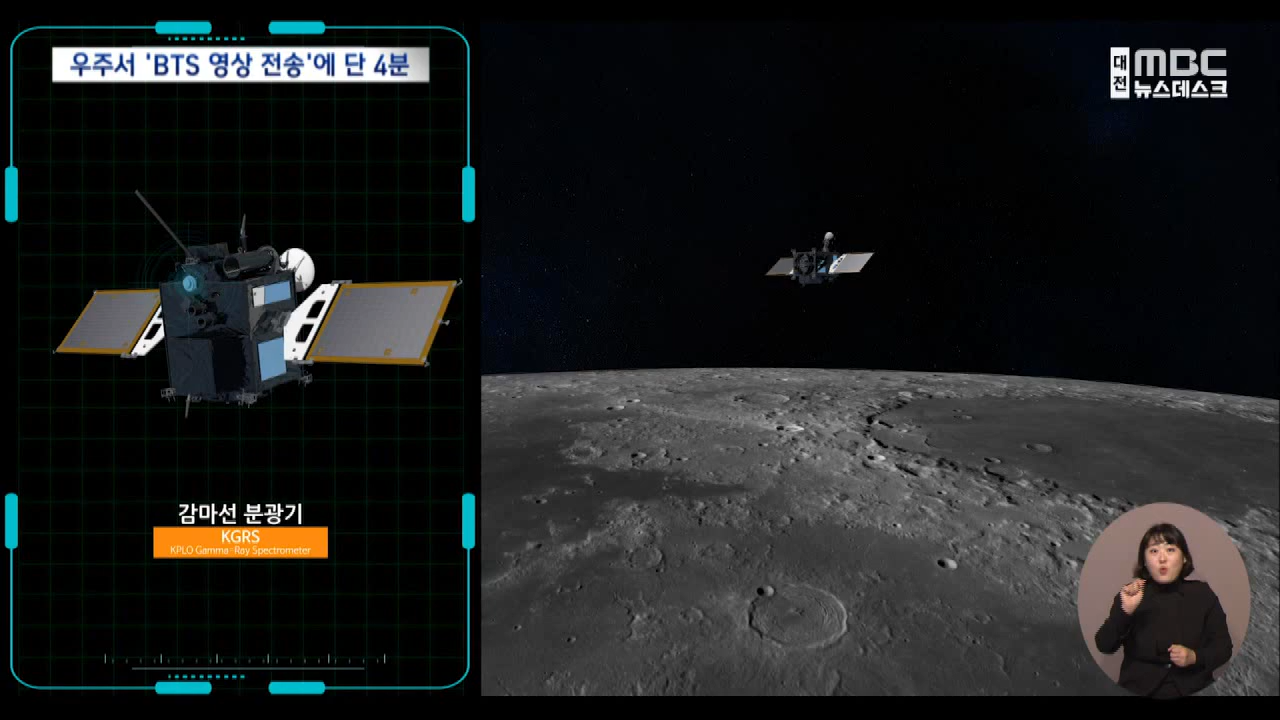 우주서 'BTS 영상 전송'에 단 4분
대전
MBC
뉴스데스크
감마선 분광기
KGRS
KPLO Gamma-Ray Spectrometer